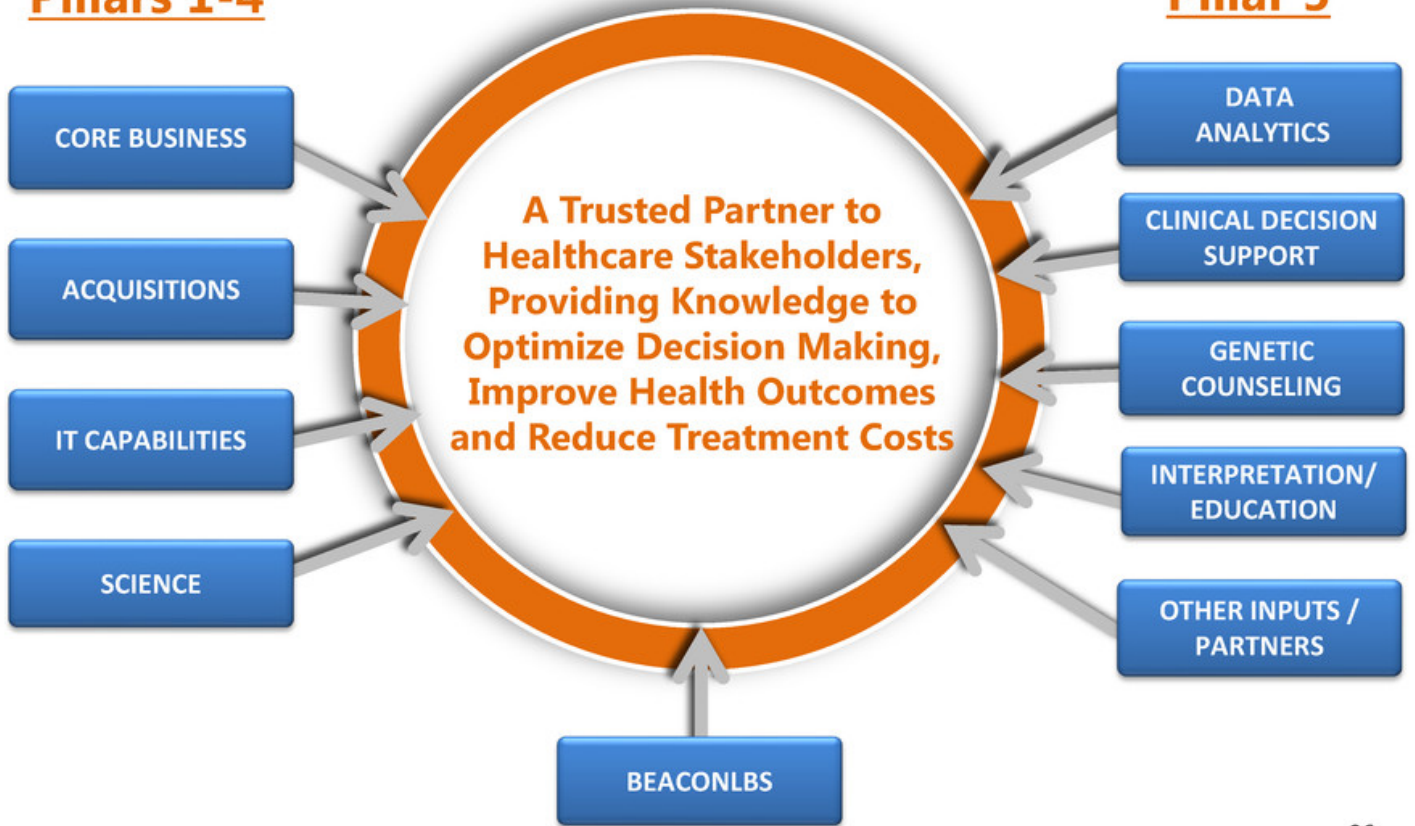 Pillars 1-4
Pillar 5
CORE BUSINESS
ACQUISITIONS
IT CAPABILITIES
SCIENCE
A Trusted Partner to
Healthcare Stakeholders,
Providing Knowledge to
Optimize Decision Making,
Improve Health Outcomes
and Reduce Treatment Costs
DATA
ANALYTICS
CLINICAL DECISION
SUPPORT
GENETIC
COUNSELING
INTERPRETATION/
EDUCATION
OTHER INPUTS /
PARTNERS
BEACONLBS